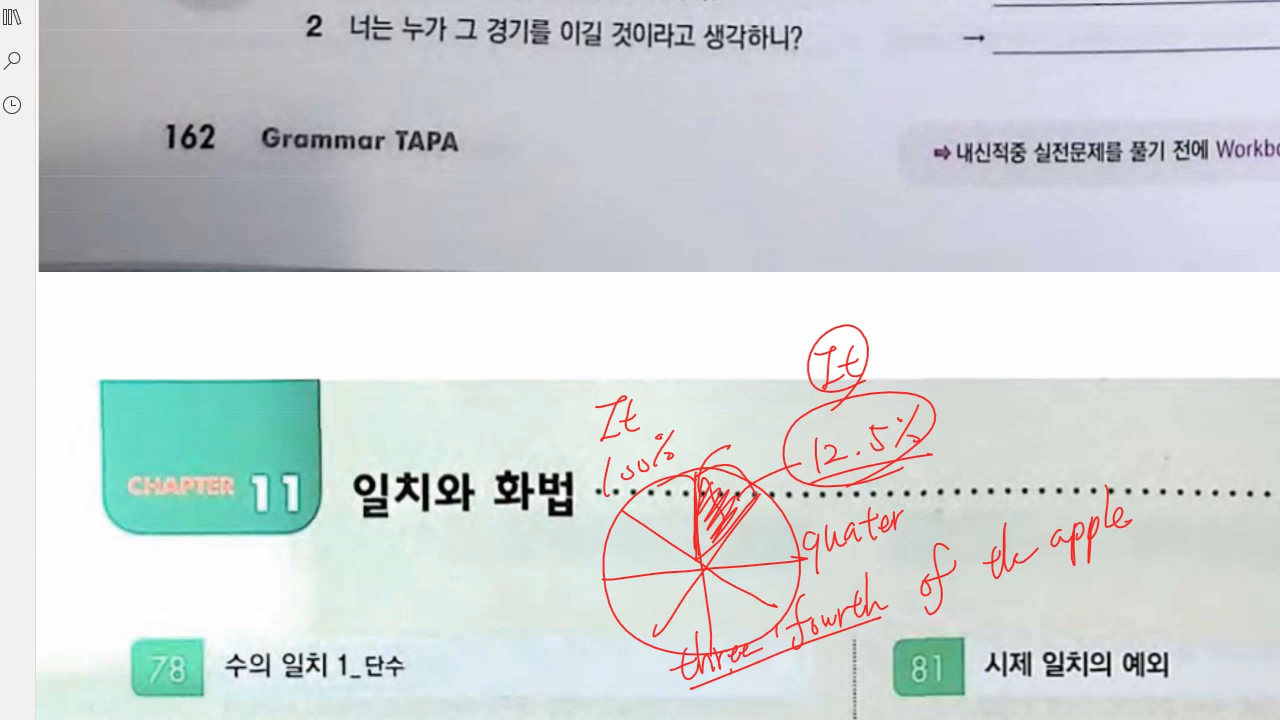 2 너는 누가 그 경기를 이길 것이라고 생각하니? →
162 Grammar TAPA
⇨ 내신적중 실전문제를 풀기 전에 Workbo
It
It
100%
12.5%
CHAPTER 11 일치와 화법
quater
three fourth of the apple
78 수의 일치 1_단수
81 시제 일치의 예외